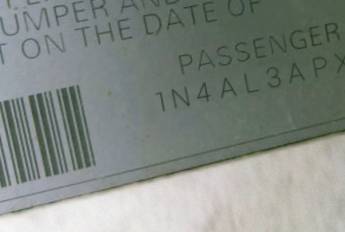 UMPER AND
T ON THE DATE OF
PASSENGER
1N4AL3APX